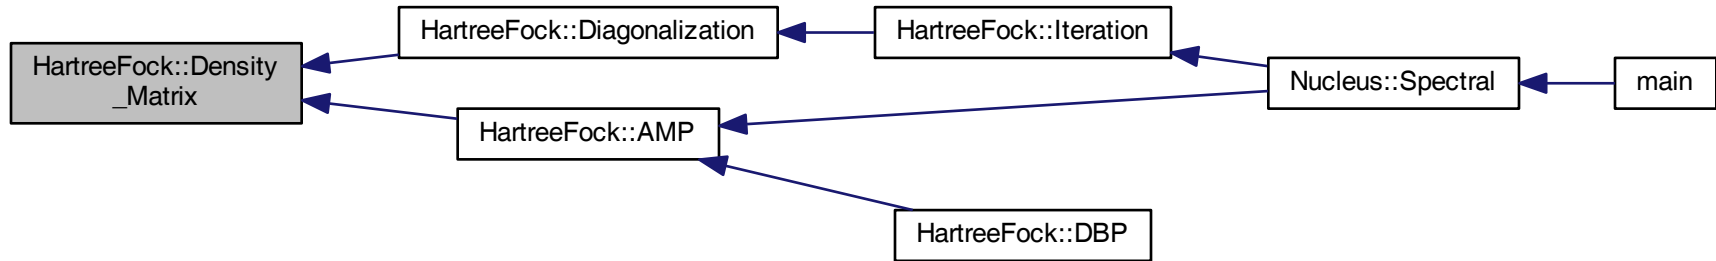 HartreeFock::Density
_Matrix
HartreeFock::Diagonalization
HartreeFock::Iteration
HartreeFock::AMP
HartreeFock::DBP
Nucleus::Spectral
main